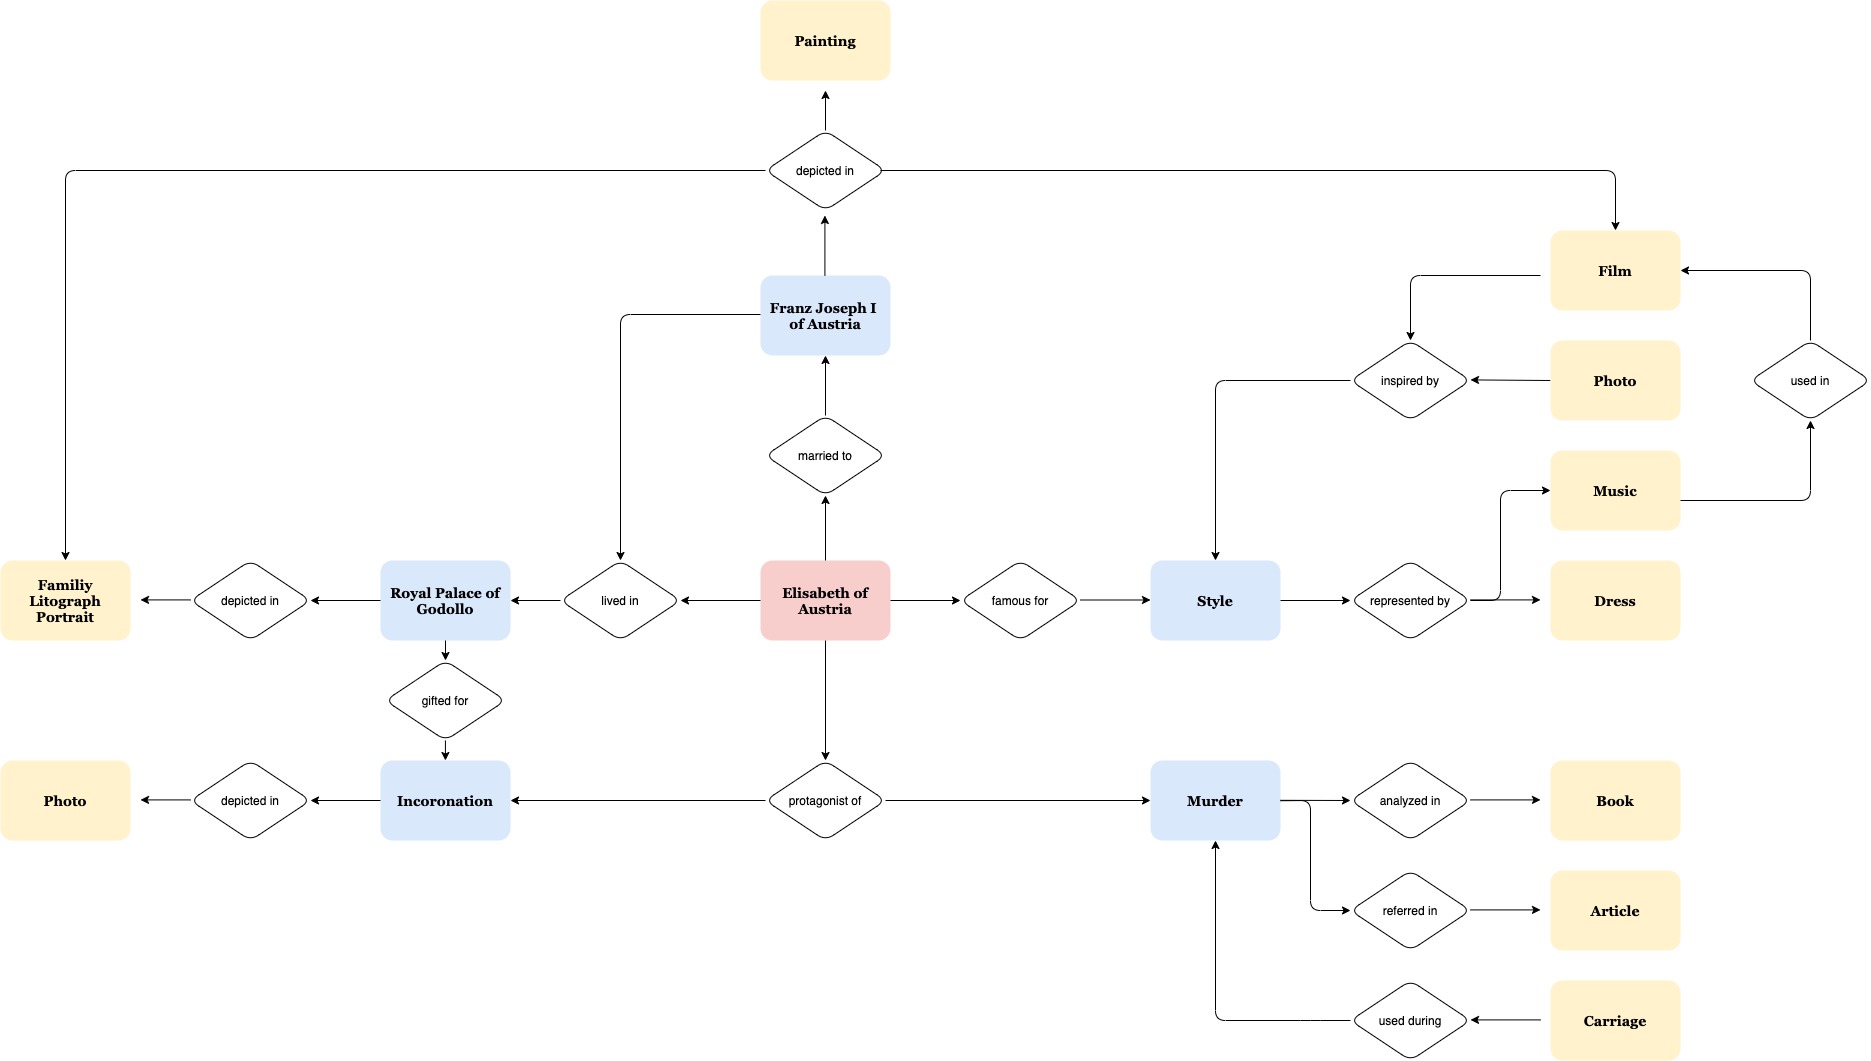 Painting
depicted in
Film
Franz Joseph I
of Austria
inspired by
Photo
used in
married to
Music
Familiy
Litograph
Portrait
depicted in
Royal Palace of
Godollo
lived in
Elisabeth of
Austria
famous for
Style
represented by
Dress
gifted for
Photo
depicted in
Incoronation
protagonist of
Murder
analyzed in
Book
referred in
Article
used during
Carriage